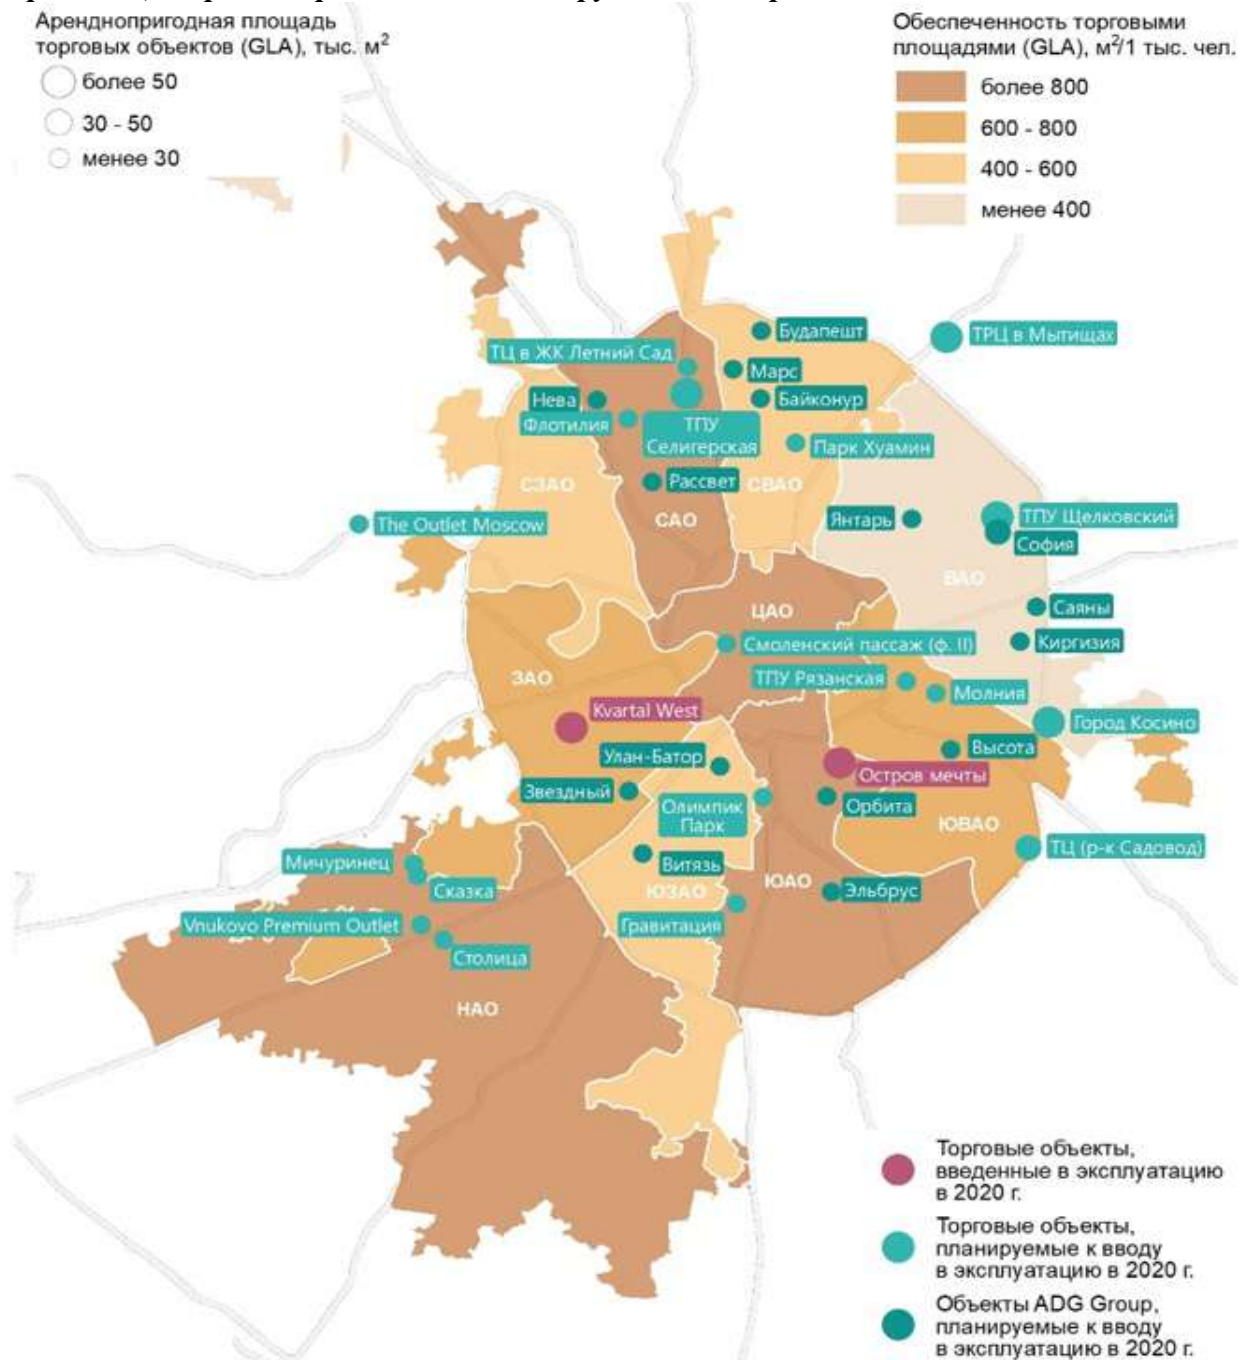 Арендопригодная площадь
торговых объектов (GLA), тыс. м²
более 50
30 - 50
менее 30
Обеспеченность торговыми
площадями (GLA), м²/1 тыс. чел.
более 800
600 - 800
400 - 600
менее 400
Будапешт
ТРЦ в Мытищах
ТЦ в ЖК Летний Сад
Марс
Нева
Байконур
Флотилия
ТПУ
Селигерская
Парк Хуамин
СЗАО
Рассвет
СВАО
САО
The Outlet Moscow
Янтарь
ТПУ Щелковский
София
ВАО
ЦАО
Саяны
Смоленский пассаж (ф. II)
Киргизия
ЗАО
ТПУ Рязанская
Молния
Kvartal West
Город Косино
Улан-Батор
Высота
Остров мечты
Звездный
Олимпик
Парк
Орбита
ЮВАО
Мичуринец
Витязь
ТЦ (р-к Садовод)
Сказка
ЮЗАО
ЮАО
Эльбрус
Vnukovo Premium Outlet
Гравитация
Столица
НАО
Торговые объекты,
введенные в эксплуатацию
в 2020 г.
Торговые объекты,
планируемые к вводу
в эксплуатацию в 2020 г.
Объекты ADG Group,
планируемые к вводу
в эксплуатацию в 2020 г.